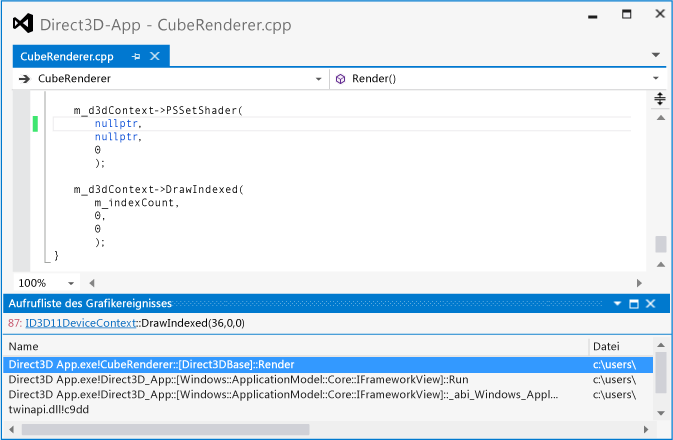 Direct3D-App - CubeRenderer.cpp
CubeRenderer.cpp
CubeRenderer Render()
m_d3dContext->PSSetShader(
nullptr,
nullptr,
0
);
m_d3dContext->DrawIndexed(
m_indexCount,
0,
0
);
}
100%
Aufrufliste des Grafikereignisses
87: ID3D11DeviceContext::DrawIndexed(36,0,0)
Name Datei
Direct3D App.exe!CubeRenderer::[Direct3DBase]::Render c:\users\
Direct3D App.exe!Direct3D_App::[Windows::ApplicationModel::Core::IFrameworkView]::Run c:\users\
Direct3D App.exe!Direct3D_App::[Windows::ApplicationModel::Core::IFrameworkView]::_abi_Windows_Appl... c:\users\
twinapi.dll!c9dd